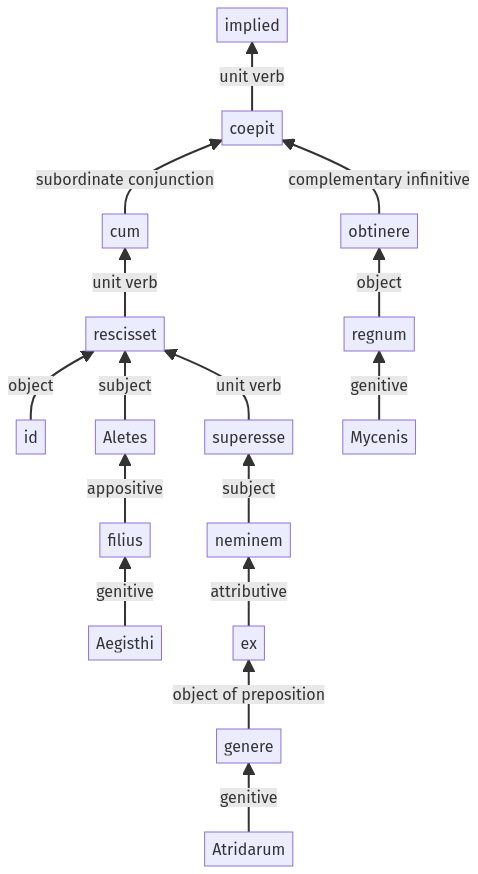 implied
unit verb
coepit
subordinate conjunction
complementary infinitive
cum
obtinere
unit verb
object
rescisset
regnum
object
subject
unit verb
genitive
id
Aletes
superesse
Mycenis
appositive
subject
filius
neminem
genitive
attributive
Aegisthi
ex
object of preposition
genere
genitive
Atridarum